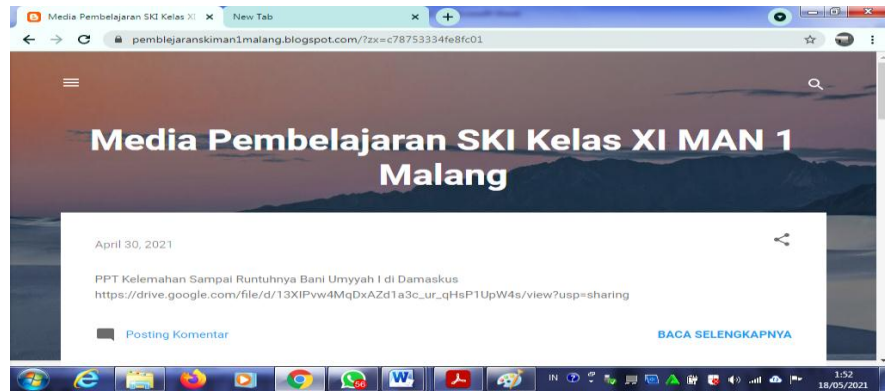 Media Pembelajaran SKI Kelas XI
New Tab
pemblejaranskiman1malang.blogspot.com/?zx=c78753334fe8fc01
Media Pembelajaran SKI Kelas XI MAN 1
Malang
April 30, 2021
PPT Kelemahan Sampai Runtuhnya Bani Umyyah I di Damaskus
https://drive.google.com/file/d/13XIPvw4MqDxAZd1a3c_ur_qHsP1UpW4s/view?usp=sharing
Posting Komentar
BACA SELENGKAPNYA
IN
1:52
18/05/2021